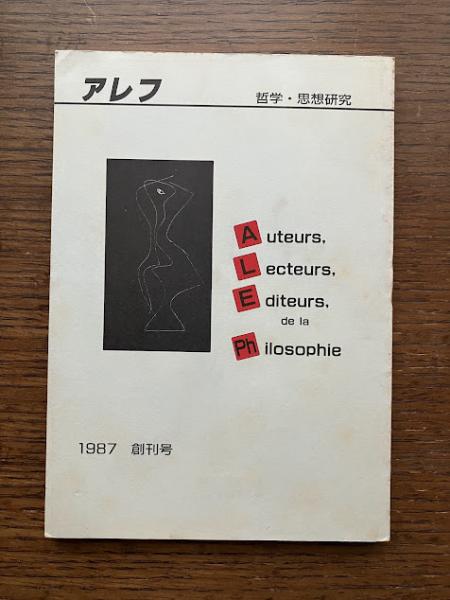 アレフ
哲学・思想研究
Auteurs,
Lecteurs,
Editeurs,
de la
Philosophie
1987 創刊号